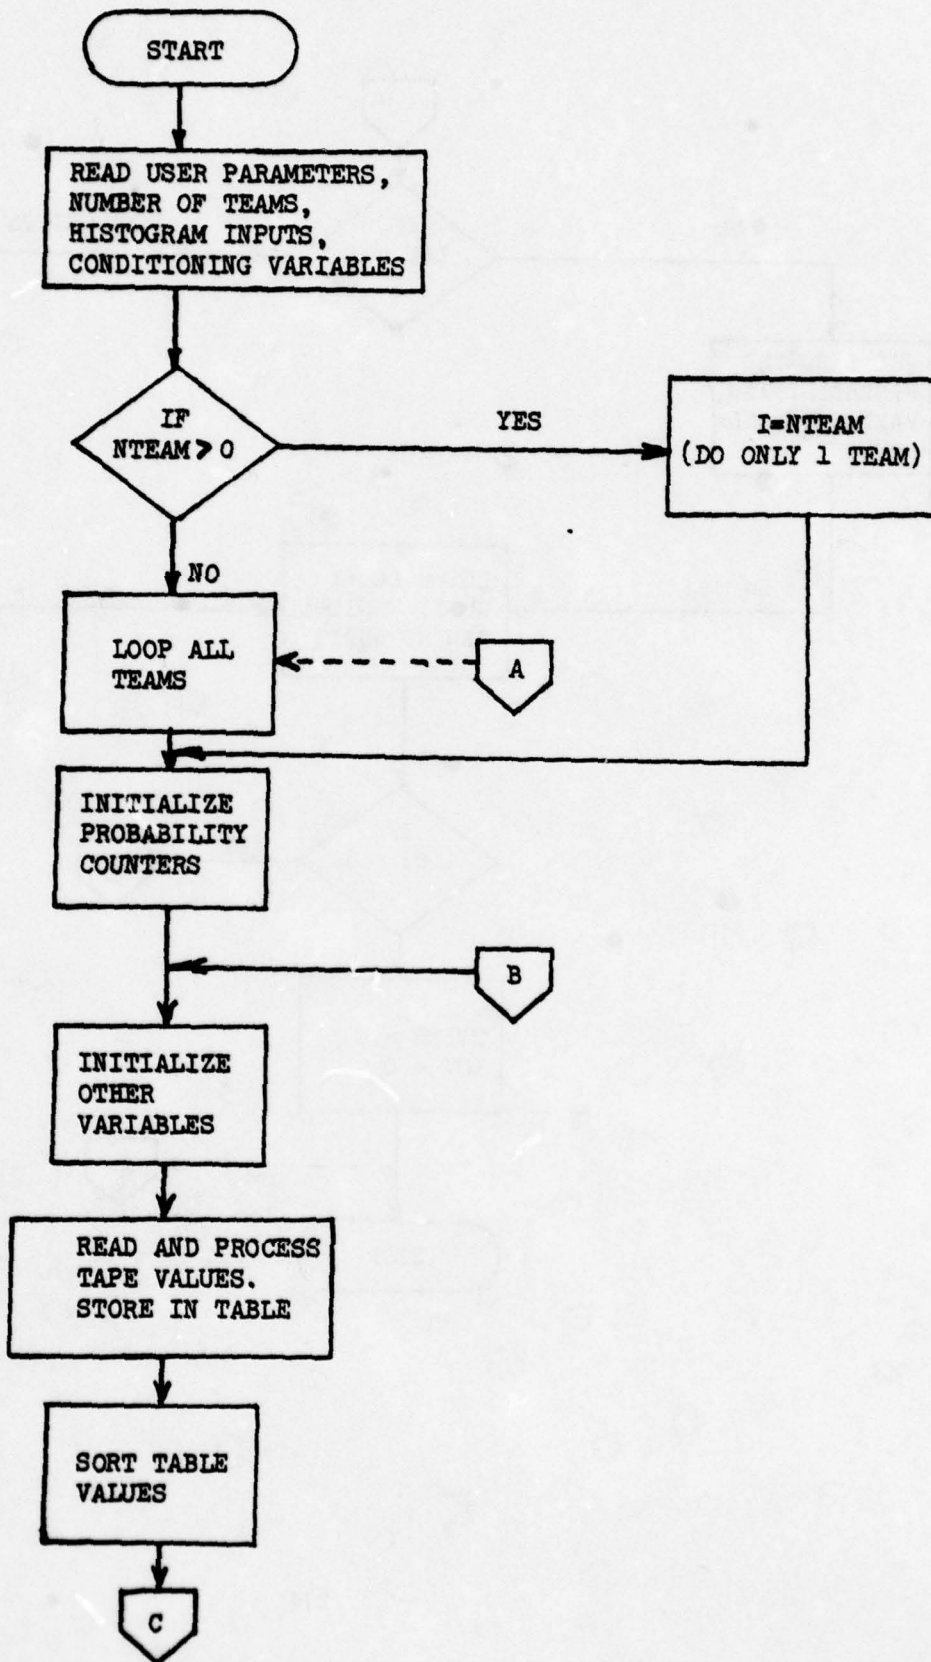 START
READ USER PARAMETERS,
NUMBER OF TEAMS,
HISTOGRAM INPUTS,
CONDITIONING VARIABLES
IF
NTEAM > 0
YES
I=NTEAM
(DO ONLY 1 TEAM)
NO
LOOP ALL
TEAMS
A
INITIALIZE
PROBABILITY
COUNTERS
B
INITIALIZE
OTHER
VARIABLES
READ AND PROCESS
TAPE VALUES.
STORE IN TABLE
SORT TABLE
VALUES
C